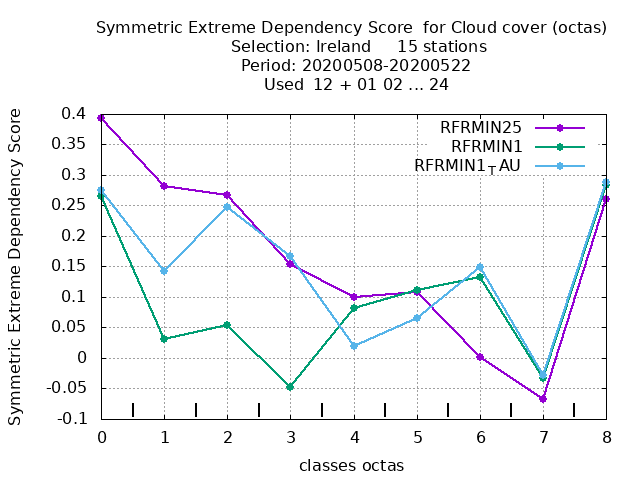 Symmetric Extreme Dependency Score  for Cloud cover (octas)
Selection: Ireland     15 stations
Period: 20200508-20200522
Used  12 + 01 02 ... 24
Symmetric Extreme Dependency Score
0.4
0.35
0.3
0.25
0.2
0.15
0.1
0.05
0
-0.05
-0.1
RFRMIN25
RFRMIN1
RFRMIN1TAU
0 1 2 3 4 5 6 7 8
classes octas